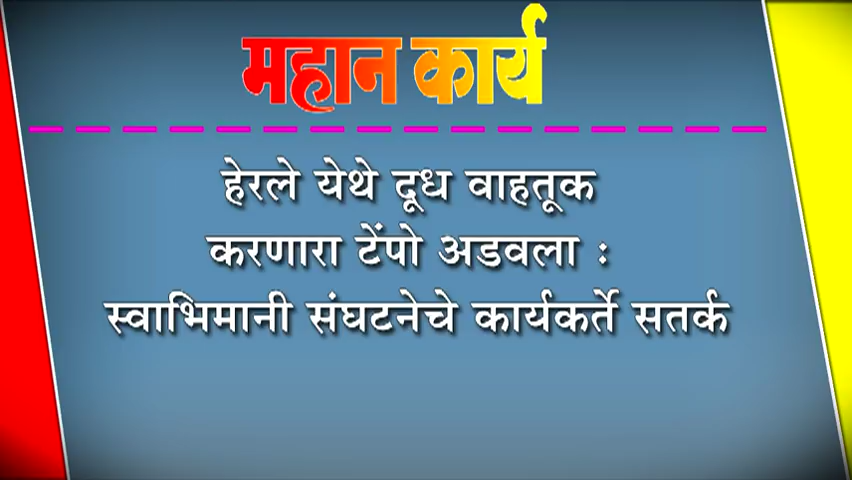 महान कार्य
हेरले येथे दूध वाहतूक
करणारा टेंपो अडवला :
स्वाभिमानी संघटनेचे कार्यकर्ते सतर्क